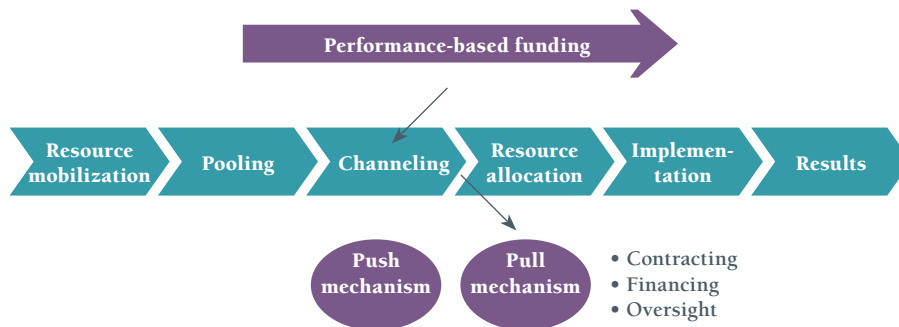 Performance-based funding
Resource
mobilization
Pooling
Channeling
Resource
allocation
Implemen-
tation
Results
Push
mechanism
Pull
mechanism
• Contracting
• Financing
• Oversight